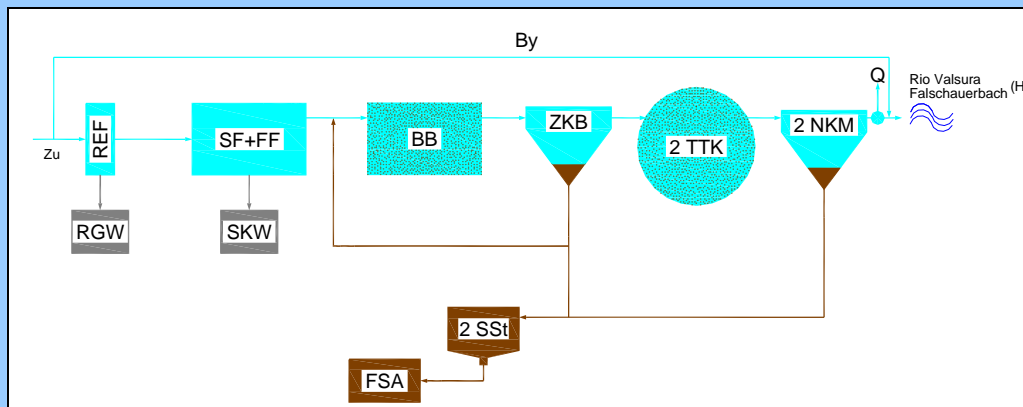 By
Zu
REF
SF+FF
BB
ZKB
2 TTK
2 NKM
Q
Rio Valsura
Falschauerbach (H
RGW
SKW
2 SSt
FSA